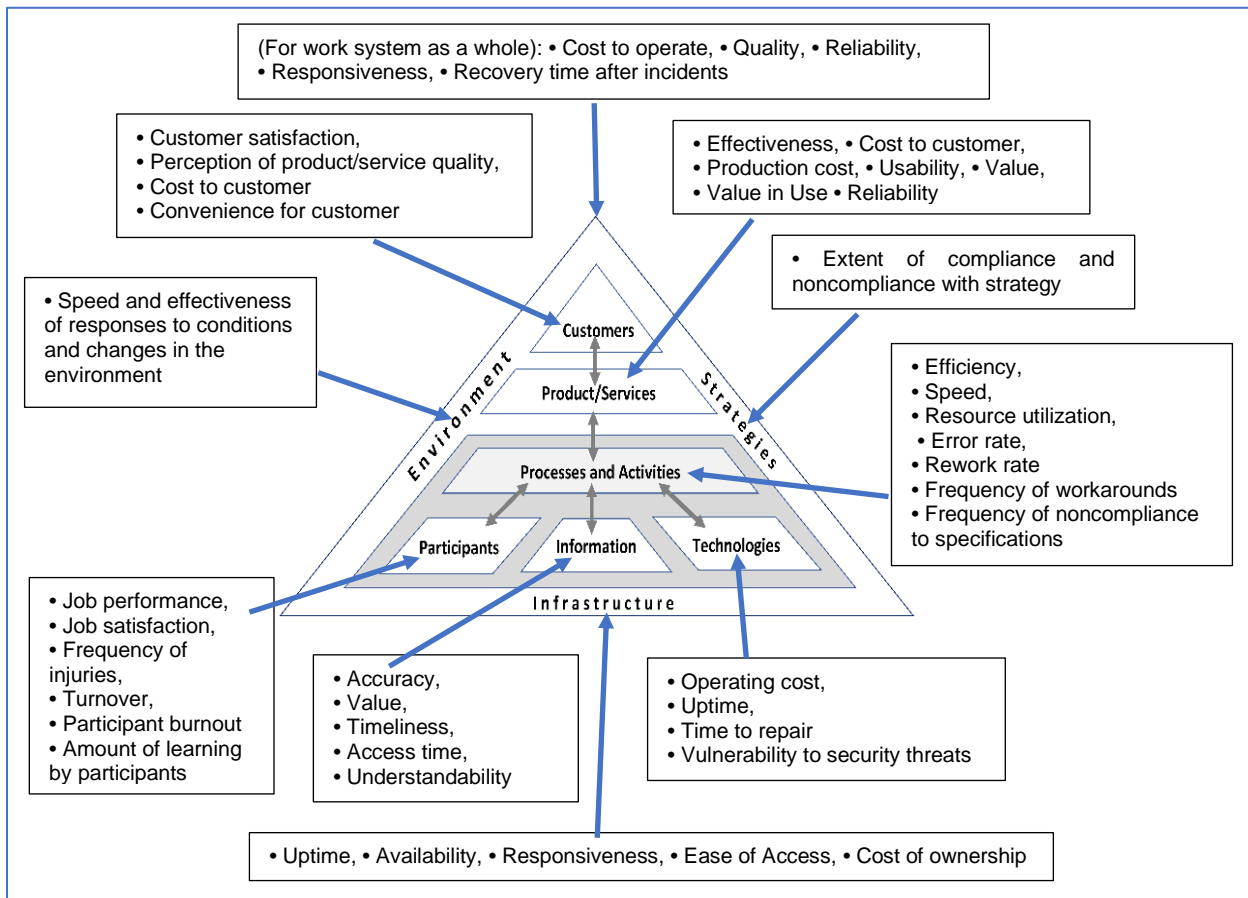 (For work system as a whole): • Cost to operate, • Quality, • Reliability,
• Responsiveness, • Recovery time after incidents
• Customer satisfaction,
• Perception of product/service quality,
• Cost to customer
• Convenience for customer
• Effectiveness, • Cost to customer,
• Production cost, • Usability, • Value,
• Value in Use • Reliability
• Extent of compliance and
noncompliance with strategy
• Speed and effectiveness
of responses to conditions
and changes in the
environment
• Efficiency,
• Speed,
• Resource utilization,
• Error rate,
• Rework rate
• Frequency of workarounds
• Frequency of noncompliance
to specifications
Customers
Product/Services
Environment
Strategies
Processes and Activities
Participants
Information
Technologies
Infrastructure
• Job performance,
• Job satisfaction,
• Frequency of
injuries,
• Turnover,
• Participant burnout
• Amount of learning
by participants
• Accuracy,
• Value,
• Timeliness,
• Access time,
• Understandability
• Operating cost,
• Uptime,
• Time to repair
• Vulnerability to security threats
• Uptime, • Availability, • Responsiveness, • Ease of Access, • Cost of ownership